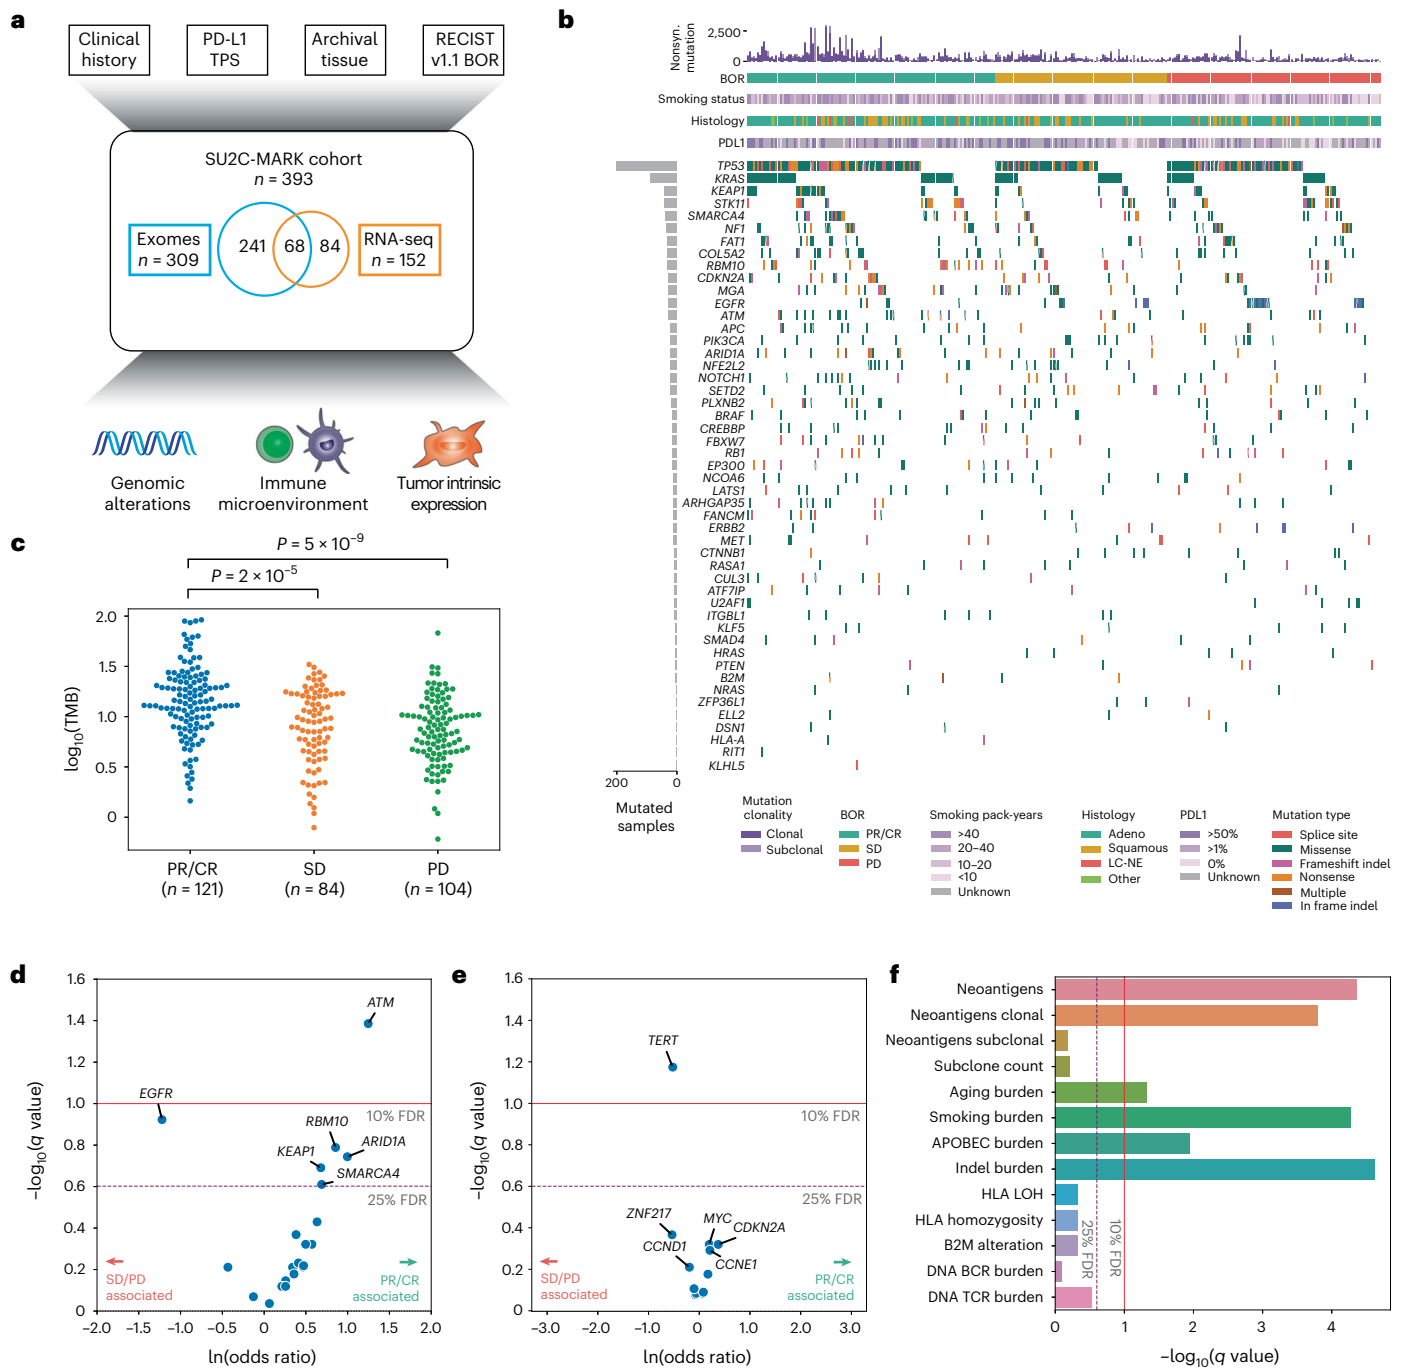 a
Clinical
history
PD-L1
TPS
Archival
tissue
RECIST
v1.1 BOR
SU2C-MARK cohort
n = 393
Exomes
n = 309
241
68
84
RNA-seq
n = 152
Genomic
alterations
Immune
microenvironment
Tumor intrinsic
expression
b
Nonsyn.
mutation
2,500
0
BOR
Smoking status
Histology
PDL1
TP53
KRAS
KEAP1
STK11
SMARCA4
NF1
FAT1
COL5A2
RBM10
CDKN2A
MGA
EGFR
ATM
APC
PIK3CA
ARID1A
NFE2L2
NOTCH1
SETD2
PLXNB2
BRAF
CREBBP
FBXW7
RB1
EP300
NCOA6
LATS1
ARHGAP35
FANCM
ERBB2
MET
CTNNB1
RASA1
CUL3
ATF7IP
U2AF1
ITGBL1
KLF5
SMAD4
HRAS
PTEN
B2M
NRAS
ZFP36L1
ELL2
DSN1
HLA-A
RIT1
KLHL5
200
0
Mutated
samples
Mutation
clonality
Clonal
Subclonal
BOR
PR/CR
SD
PD
Smoking pack-years
>40
20–40
10–20
<10
Unknown
Histology
Adeno
Squamous
LC-NE
Other
PDL1
>50%
>1%
0%
Unknown
Mutation type
Splice site
Missense
Frameshift indel
Nonsense
Multiple
In frame indel
c
P = 5 × 10⁻⁹
P = 2 × 10⁻⁵
log₁₀(TMB)
2.0
1.5
1.0
0.5
0
PR/CR
(n = 121)
SD
(n = 84)
PD
(n = 104)
d
−log₁₀(q value)
1.6
1.4
1.2
1.0
0.8
0.6
0.4
0.2
0
ATM
EGFR
10% FDR
RBM10
ARID1A
KEAP1
SMARCA4
25% FDR
SD/PD
associated
PR/CR
associated
−2.0
−1.5
−1.0
−0.5
0
0.5
1.0
1.5
2.0
ln(odds ratio)
e
−log₁₀(q value)
1.6
1.4
1.2
1.0
0.8
0.6
0.4
0.2
0
TERT
10% FDR
25% FDR
ZNF217
MYC
CDKN2A
CCND1
CCNE1
SD/PD
associated
PR/CR
associated
−3.0
−2.0
−1.0
0
1.0
2.0
3.0
ln(odds ratio)
f
Neoantigens
Neoantigens clonal
Neoantigens subclonal
Subclone count
Aging burden
Smoking burden
APOBEC burden
Indel burden
HLA LOH
HLA homozygosity
B2M alteration
DNA BCR burden
DNA TCR burden
25% FDR
10% FDR
0
1
2
3
4
−log₁₀(q value)